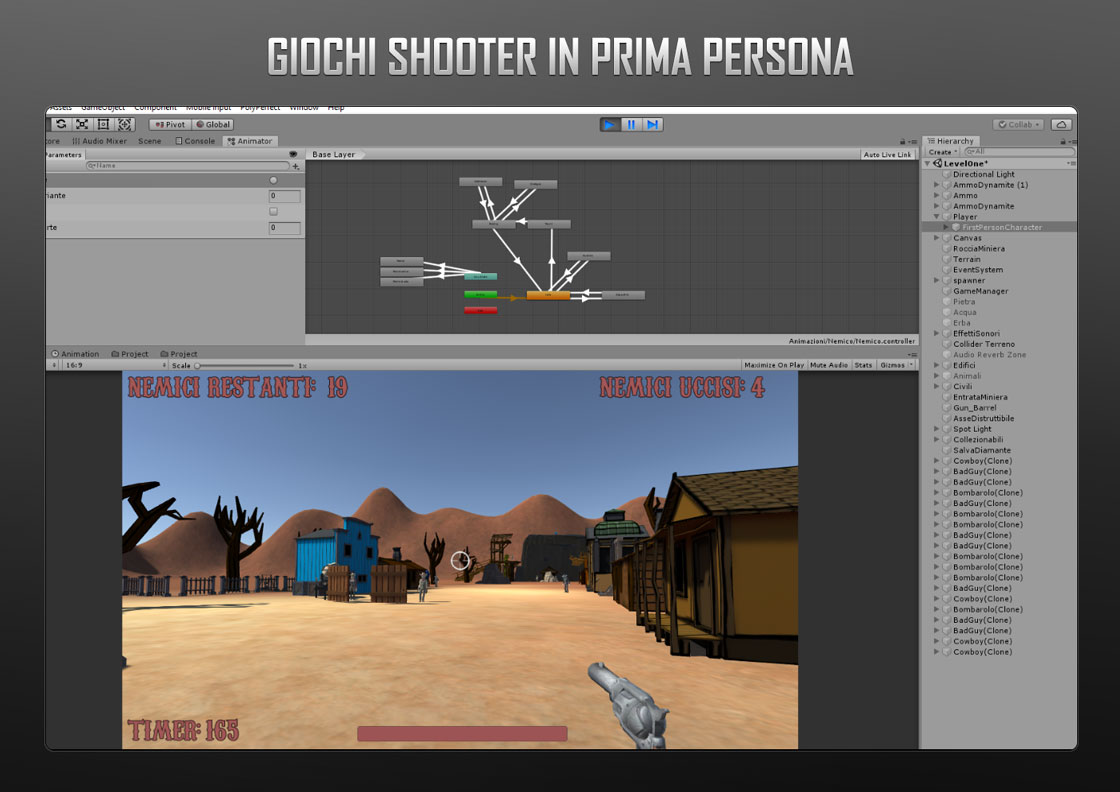 GIOCHI SHOOTER IN PRIMA PERSONA
Assets GameObject Component Mobile Input PolyPerfect Window Help
Pivot Global
Collab
Audio Mixer Scene Console Animator
Parameters
Name
0
0
Base Layer
Auto Live Link
Animazioni/Nemico/Nemico.controller
Animation Project Project
16:9 Scale 1x
Maximize On Play Mute Audio Stats Gizmos
NEMICI RESTANTI: 19
NEMICI UCCISI: 4
TIMER: 165
Hierarchy
Create All
LevelOne*
Directional Light
AmmoDynamite (1)
Ammo
AmmoDynamite
Player
FirstPersonCharacter
Canvas
RocciaMiniera
Terrain
EventSystem
spawner
GameManager
Pietra
Acqua
Erba
EffettiSonori
Collider Terreno
Audio Reverb Zone
Edifici
Animali
Civili
EntrataMiniera
Gun_Barrel
AsseDistruttibile
Spot Light
Collezionabili
SalvaDiamante
Cowboy(Clone)
BadGuy(Clone)
BadGuy(Clone)
Bombarolo(Clone)
BadGuy(Clone)
Bombarolo(Clone)
Bombarolo(Clone)
BadGuy(Clone)
BadGuy(Clone)
Bombarolo(Clone)
Bombarolo(Clone)
Bombarolo(Clone)
BadGuy(Clone)
Cowboy(Clone)
Bombarolo(Clone)
BadGuy(Clone)
BadGuy(Clone)
Cowboy(Clone)
Cowboy(Clone)